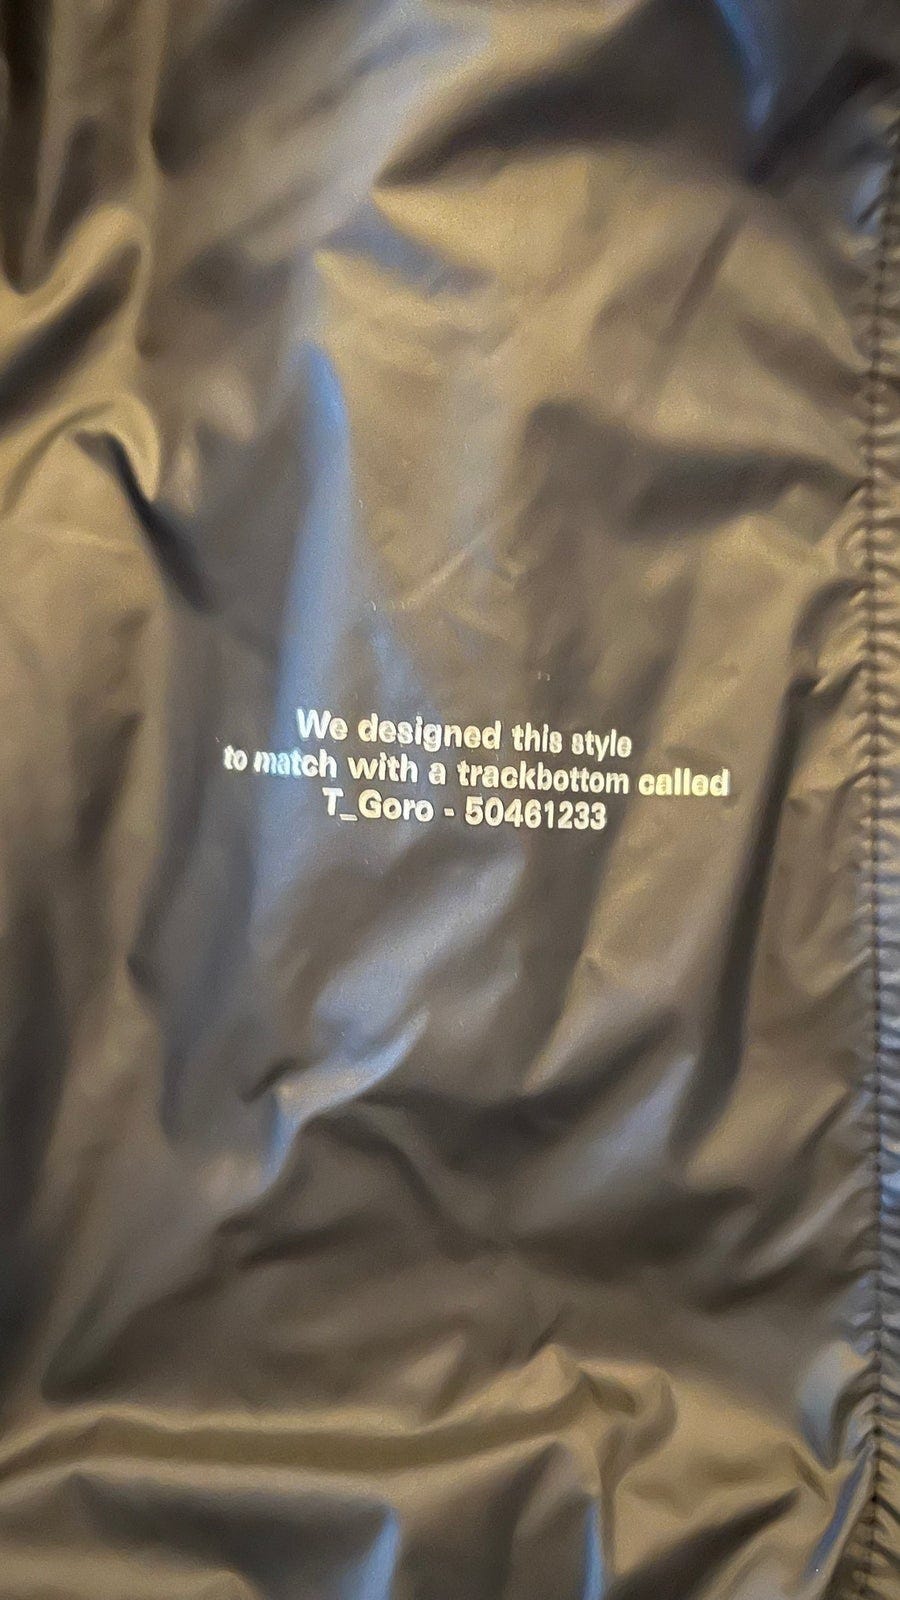 We designed this style
to match with a trackbottom called
T_Goro - 50461233